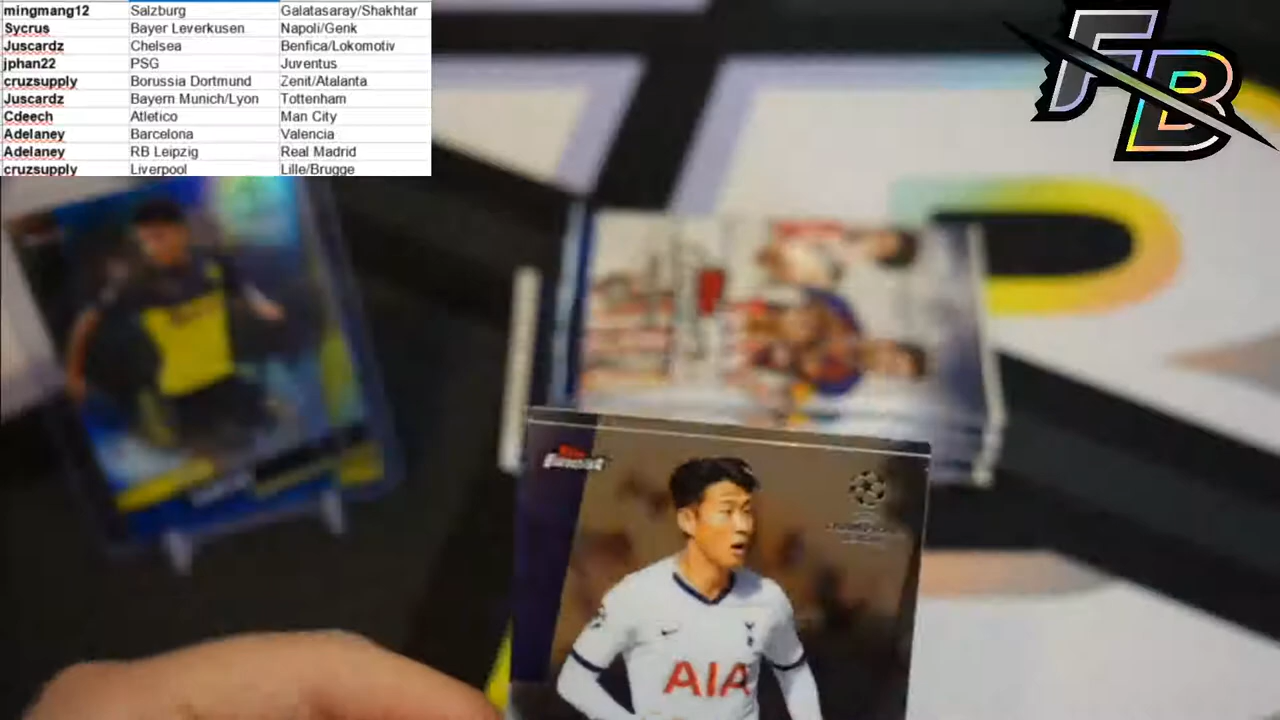 mingmang12 Salzburg Galatasaray/Shakhtar
Sycrus Bayer Leverkusen Napoli/Genk
Juscardz Chelsea Benfica/Lokomotiv
jphan22 PSG Juventus
cruzsupply Borussia Dortmund Zenit/Atalanta
Juscardz Bayern Munich/Lyon Tottenham
Cdeech Atletico Man City
Adelaney Barcelona Valencia
Adelaney RB Leipzig Real Madrid
cruzsupply Liverpool Lille/Brugge
FB
Finest
CHAMPIONS
AIA